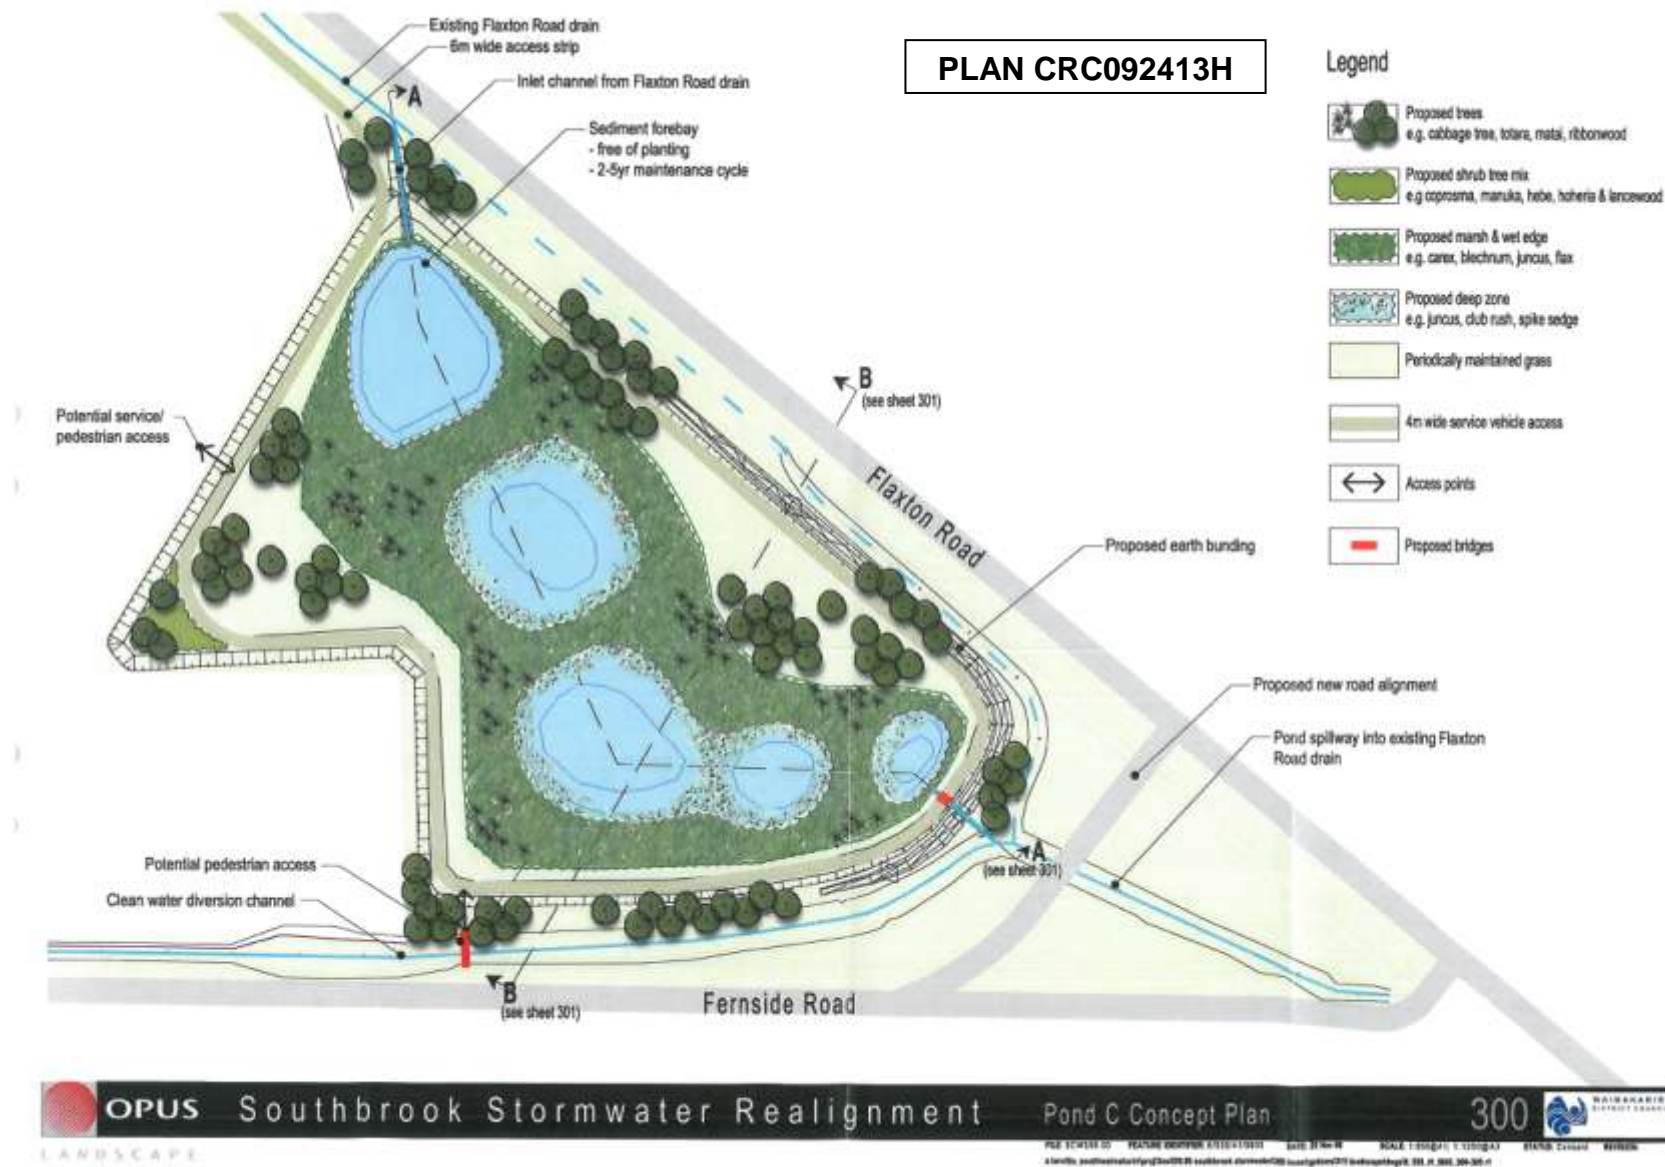 Existing Flaxton Road drain
6m wide access strip
Inlet channel from Flaxton Road drain
A
Sediment forebay
- free of planting
- 2-5yr maintenance cycle
PLAN CRC092413H
Legend
Proposed trees
e.g. cabbage tree, totara, matai, ribbonwood
Proposed shrub tree mix
e.g coprosma, manuka, hebe, hoheria & lancewood
Proposed marsh & wet edge
e.g. carex, blechnum, juncus, flax
Proposed deep zone
e.g. juncus, club rush, spike sedge
Periodically maintained grass
4m wide service vehicle access
Access points
Proposed bridges
B
(see sheet 301)
Potential service/
pedestrian access
Flaxton Road
Proposed earth bunding
Proposed new road alignment
Pond spillway into existing Flaxton
Road drain
A
(see sheet 301)
Potential pedestrian access
Clean water diversion channel
B
(see sheet 301)
Fernside Road
OPUS Southbrook Stormwater Realignment Pond C Concept Plan 300
WAIMAKARIRI
DISTRICT COUNCIL
LANDSCAPE